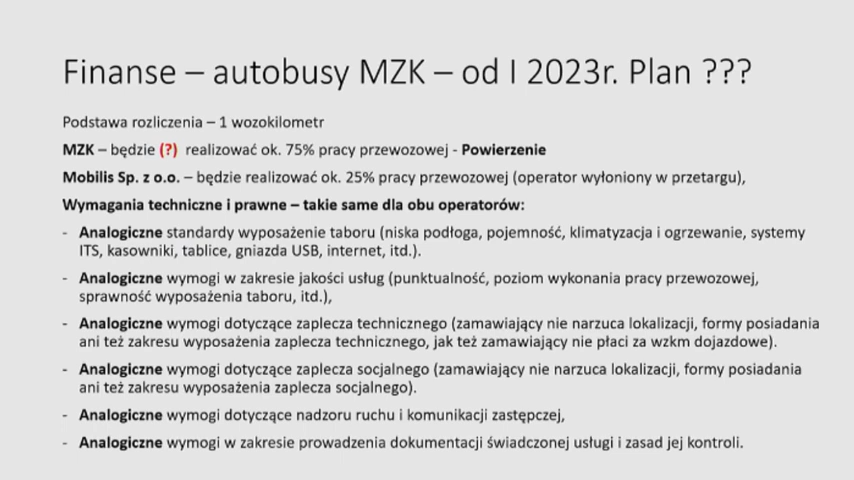 Finanse – autobusy MZK – od I 2023r. Plan ???
Podstawa rozliczenia – 1 wozokilometr
MZK – będzie (?) realizować ok. 75% pracy przewozowej - Powierzenie
Mobilis Sp. z o.o. – będzie realizować ok. 25% pracy przewozowej (operator wyłoniony w przetargu),
Wymagania techniczne i prawne – takie same dla obu operatorów:
- Analogiczne standardy wyposażenie taboru (niska podłoga, pojemność, klimatyzacja i ogrzewanie, systemy
ITS, kasowniki, tablice, gniazda USB, internet, itd.).
- Analogiczne wymogi w zakresie jakości usług (punktualność, poziom wykonania pracy przewozowej,
sprawność wyposażenia taboru, itd.),
- Analogiczne wymogi dotyczące zaplecza technicznego (zamawiający nie narzuca lokalizacji, formy posiadania
ani też zakresu wyposażenia zaplecza technicznego, jak też zamawiający nie płaci za wzkm dojazdowe).
- Analogiczne wymogi dotyczące zaplecza socjalnego (zamawiający nie narzuca lokalizacji, formy posiadania
ani też zakresu wyposażenia zaplecza socjalnego).
- Analogiczne wymogi dotyczące nadzoru ruchu i komunikacji zastępczej,
- Analogiczne wymogi w zakresie prowadzenia dokumentacji świadczonej usługi i zasad jej kontroli.